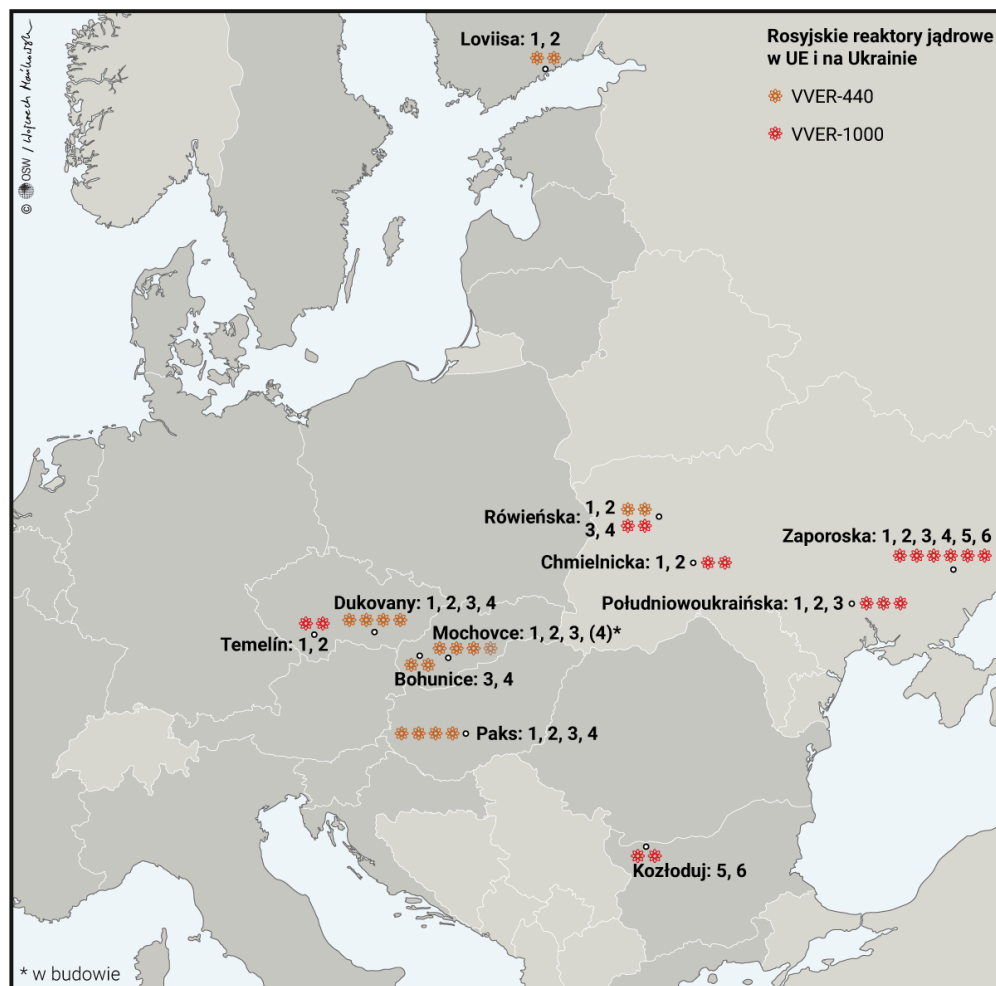 Loviisa: 1, 2
Rosyjskie reaktory jądrowe
w UE i na Ukrainie
VVER-440
VVER-1000
© OSW / Wojciech Mańkowski
Rówieńska: 1, 2
3, 4
Zaporoska: 1, 2, 3, 4, 5, 6
Chmielnicka: 1, 2
Dukovany: 1, 2, 3, 4
Południowoukraińska: 1, 2, 3
Temelín: 1, 2
Mochovce: 1, 2, 3, (4)*
Bohunice: 3, 4
Paks: 1, 2, 3, 4
Kozłoduj: 5, 6
* w budowie